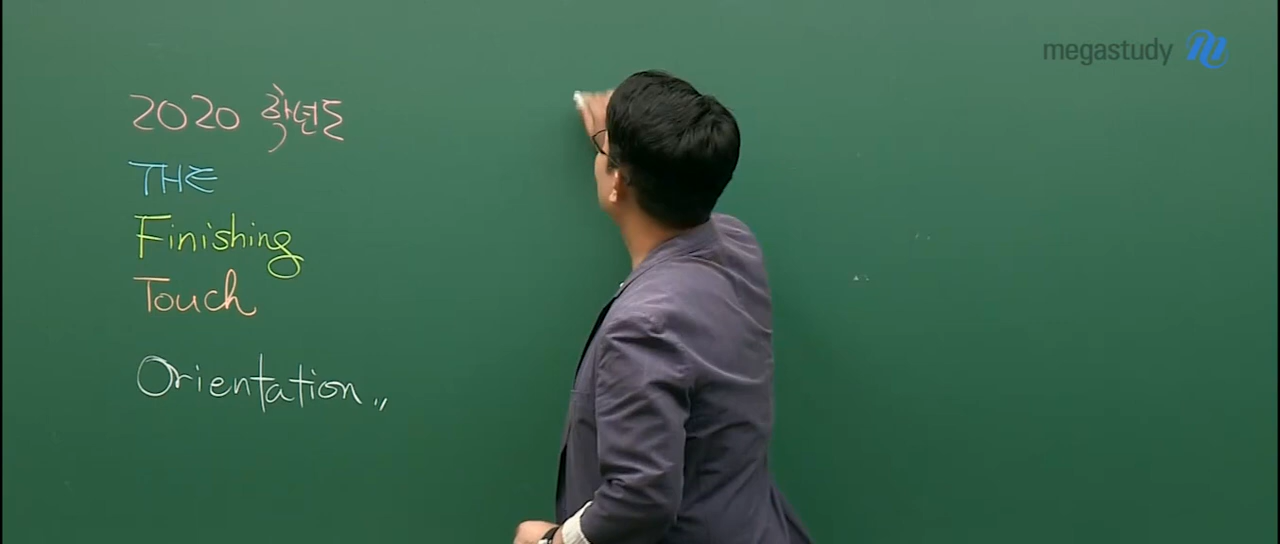 megastudy
2020 학년도
THE
Finishing
Touch
Orientation,,